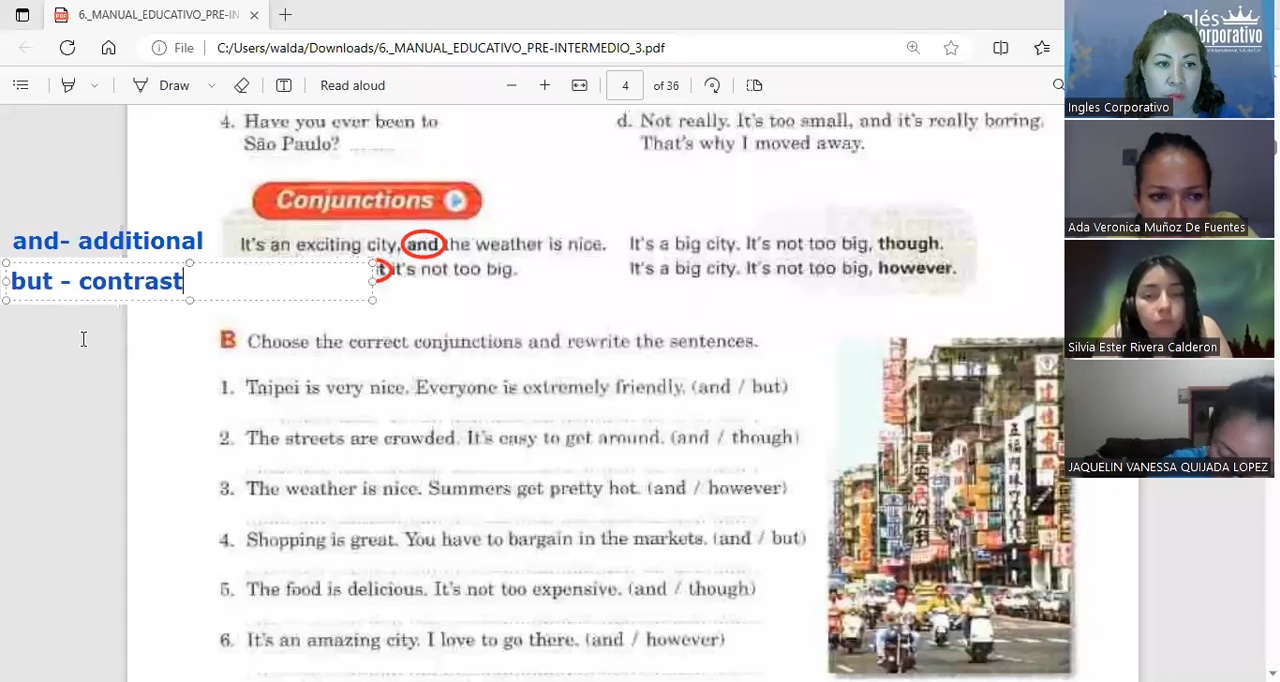 6._MANUAL_EDUCATIVO_PRE-IN
File
C:/Users/walda/Downloads/6._MANUAL_EDUCATIVO_PRE-INTERMEDIO_3.pdf
Draw
Read aloud
4
of 36
Inglés
Corporativo
Ingles Corporativo
Ada Veronica Muñoz De Fuentes
Silvia Ester Rivera Calderon
JAQUELIN VANESSA QUIJADA LOPEZ
4. Have you ever been to
São Paulo?
d. Not really. It's too small, and it's really boring.
That's why I moved away.
Conjunctions
and- additional
but - contrast
It's an exciting city, and the weather is nice.
t it's not too big.
It's a big city. It's not too big, though.
It's a big city. It's not too big, however.
B Choose the correct conjunctions and rewrite the sentences.
1. Taipei is very nice. Everyone is extremely friendly. (and / but)
2. The streets are crowded. It's easy to get around. (and / though)
3. The weather is nice. Summers get pretty hot. (and / however)
4. Shopping is great. You have to bargain in the markets. (and / but)
5. The food is delicious. It's not too expensive. (and / though)
6. It's an amazing city. I love to go there. (and / however)